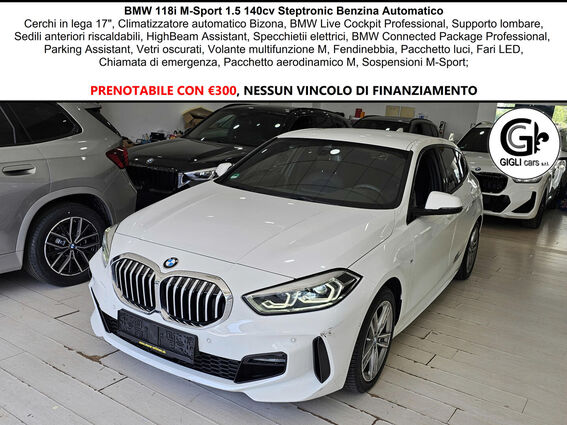 BMW 118i M-Sport 1.5 140cv Steptronic Benzina Automatico
Cerchi in lega 17", Climatizzatore automatico Bizona, BMW Live Cockpit Professional, Supporto lombare,
Sedili anteriori riscaldabili, HighBeam Assistant, Specchietii elettrici, BMW Connected Package Professional,
Parking Assistant, Vetri oscurati, Volante multifunzione M, Fendinebbia, Pacchetto luci, Fari LED,
Chiamata di emergenza, Pacchetto aerodinamico M, Sospensioni M-Sport;
PRENOTABILE CON €300, NESSUN VINCOLO DI FINANZIAMENTO
G
GIGLI cars s.r.l.